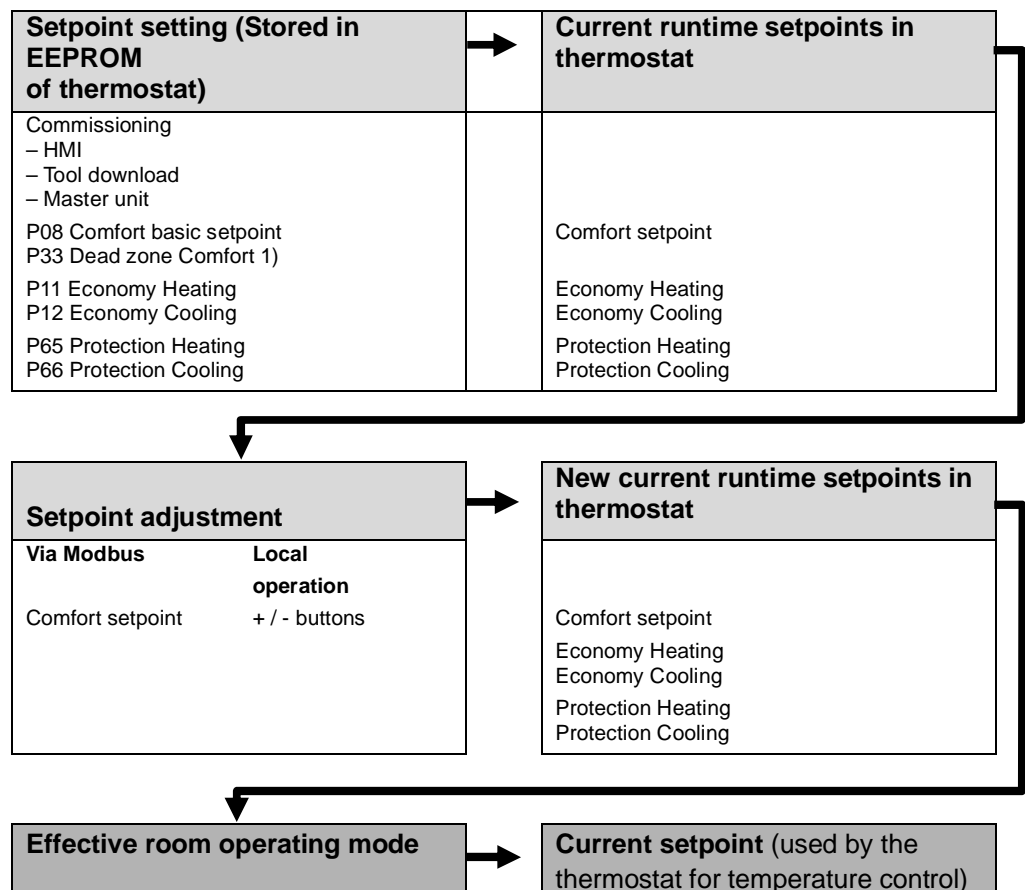 Setpoint setting (Stored in
EEPROM
of thermostat)
Current runtime setpoints in
thermostat
Commissioning
– HMI
– Tool download
– Master unit
P08 Comfort basic setpoint
P33 Dead zone Comfort 1)
Comfort setpoint
P11 Economy Heating
P12 Economy Cooling
Economy Heating
Economy Cooling
P65 Protection Heating
P66 Protection Cooling
Protection Heating
Protection Cooling
Setpoint adjustment
New current runtime setpoints in
thermostat
Via Modbus
Local
operation
Comfort setpoint
+ / - buttons
Comfort setpoint
Economy Heating
Economy Cooling
Protection Heating
Protection Cooling
Effective room operating mode
Current setpoint (used by the
thermostat for temperature control)